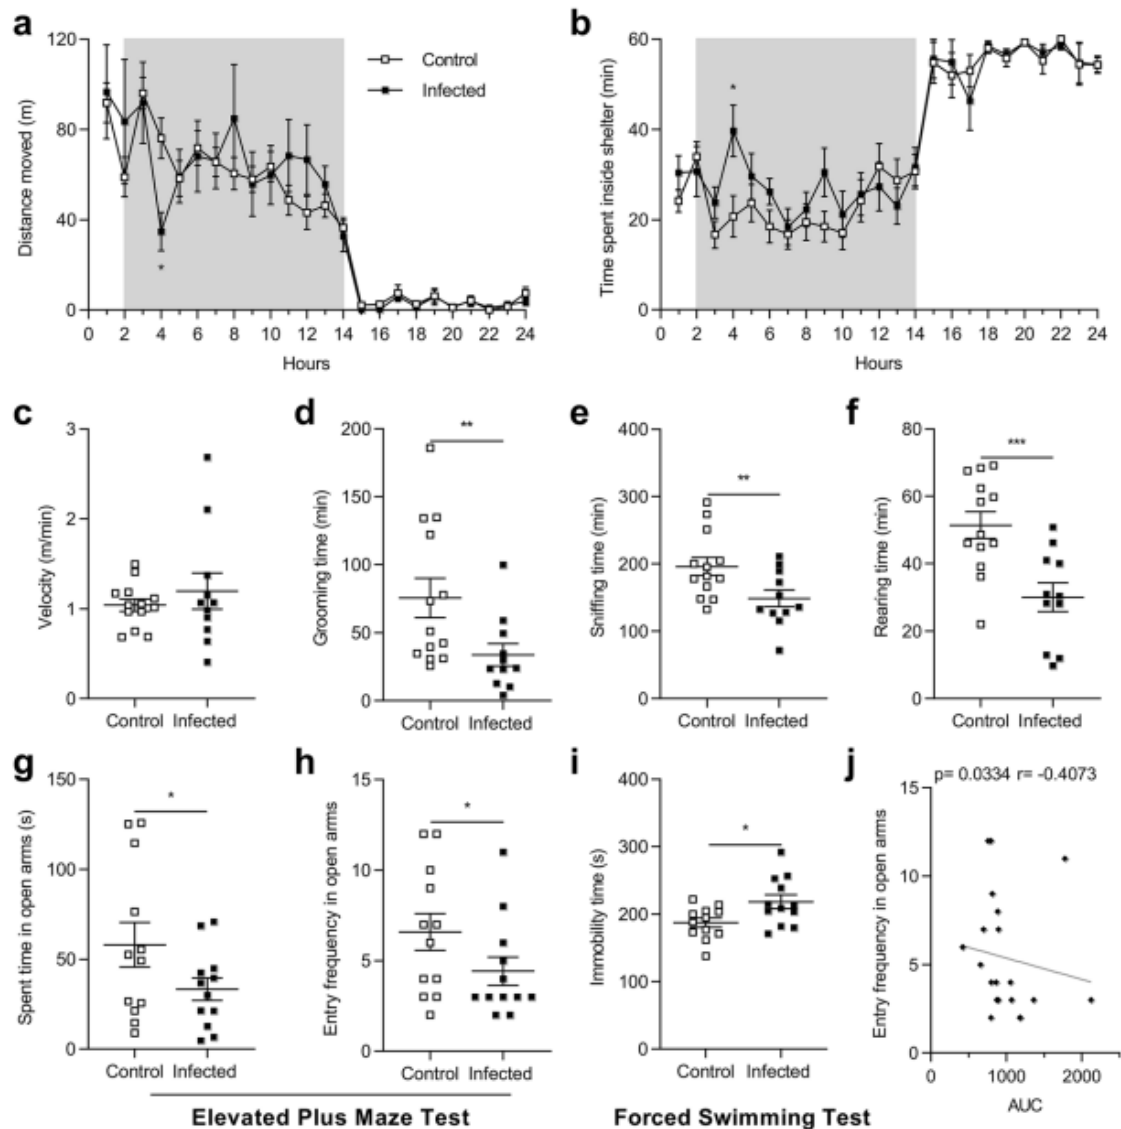 a
120
80
40
0
Distance moved (m)
Control
Infected
*
0 2 4 6 8 10 12 14 16 18 20 22 24
Hours
b
60
40
20
0
Time spent inside shelter (min)
*
0 2 4 6 8 10 12 14 16 18 20 22 24
Hours
c
3
2
1
0
Velocity (m/min)
Control Infected
d
200
150
100
50
0
Grooming time (min)
**
Control Infected
e
400
300
200
100
0
Sniffing time (min)
**
Control Infected
f
80
60
40
20
0
Rearing time (min)
***
Control Infected
g
150
100
50
0
Spent time in open arms (s)
*
Control Infected
h
15
10
5
0
Entry frequency in open arms
*
Control Infected
Elevated Plus Maze Test
i
400
300
200
100
0
Immobility time (s)
*
Control Infected
Forced Swimming Test
j
p= 0.0334 r= -0.4073
15
10
5
0
Entry frequency in open arms
0 1000 2000
AUC